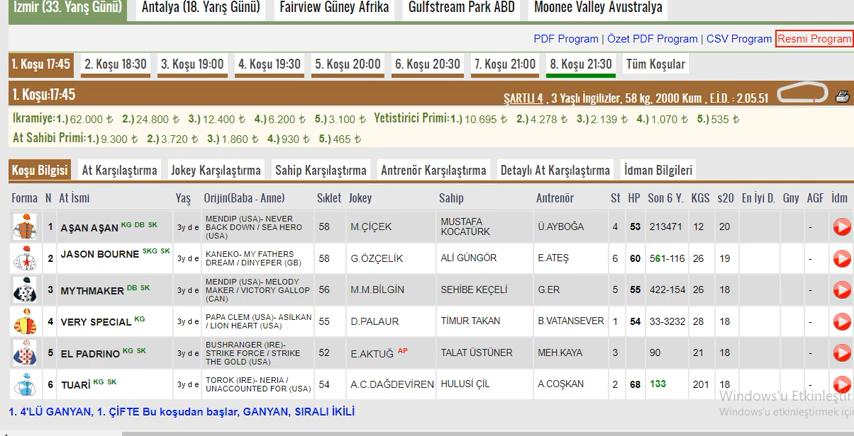 İzmir (33. Yarış Günü) Antalya (18. Yarış Günü) Fairview Güney Afrika Gulfstream Park ABD Moonee Valley Avustralya
PDF Program | Özet PDF Program | CSV Program Resmi Program
1. Koşu 17:45 2. Koşu 18:30 3. Koşu 19:00 4. Koşu 19:30 5. Koşu 20:00 6. Koşu 20:30 7. Koşu 21:00 8. Koşu 21:30 Tüm Koşular
1. Koşu:17:45 ŞARTLI 4 , 3 Yaşlı İngilizler, 58 kg, 2000 Kum , E.İ.D. : 2.05.51
Ikramiye:1.) 62.000 ₺ 2.) 24.800 ₺ 3.) 12.400 ₺ 4.) 6.200 ₺ 5.) 3.100 ₺ Yetistirici Primi:1.) 10.695 ₺ 2.) 4.278 ₺ 3.) 2.139 ₺ 4.) 1.070 ₺ 5.) 535 ₺
At Sahibi Primi:1.) 9.300 ₺ 2.) 3.720 ₺ 3.) 1.860 ₺ 4.) 930 ₺ 5.) 465 ₺
Koşu Bilgisi At Karşılaştırma Jokey Karşılaştırma Sahip Karşılaştırma Antrenör Karşılaştırma Detaylı At Karşılaştırma İdman Bilgileri
Forma N At İsmi Yaş Orijin(Baba - Anne) Sıklet Jokey Sahip Antrenör St HP Son 6 Y. KGS s20 En İyi D. Gny AGF İdm
1 AŞAN AŞAN KG DB SK 3y d e MENDIP (USA)- NEVER BACK DOWN / SEA HERO (USA) 58 M.ÇİÇEK MUSTAFA KOCATÜRK Ü.AYBOĞA 4 53 213471 12 20 -
2 JASON BOURNE SKG SK 3y d e KANEKO- MY FATHERS DREAM / DINYEPER (GB) 58 G.ÖZÇELİK ALİ GÜNGÖR E.ATEŞ 6 60 561-116 26 19 -
3 MYTHMAKER DB SK 3y d e MENDIP (USA)- MELODY MAKER / VICTORY GALLOP (CAN) 56 M.M.BİLGİN SEHİBE KEÇELİ G.ER 5 55 422-154 26 18 -
4 VERY SPECIAL KG 3y d e PAPA CLEM (USA)- ASİLKAN / LION HEART (USA) 55 D.PALAUR TİMUR TAKAN B.VATANSEVER 1 54 33-3232 28 18 -
5 EL PADRINO KG SK 3y d e BUSHRANGER (IRE)- STRIKE FORCE / STRIKE THE GOLD (USA) 52 E.AKTUĞ AP TALAT ÜSTÜNER MEH.KAYA 3 90 21 18 -
6 TUARİ KG SK 3y d e TOROK (IRE)- NERIA / UNACCOUNTED FOR (USA) 54 A.C.DAĞDEVİREN HULUSİ ÇİL A.COŞKAN 2 68 133 201 18 -
1. 4'LÜ GANYAN, 1. ÇİFTE Bu koşudan başlar, GANYAN, SIRALI İKİLİ
Windows'u Etkinleştir
Windows'u etkinleştirmek için